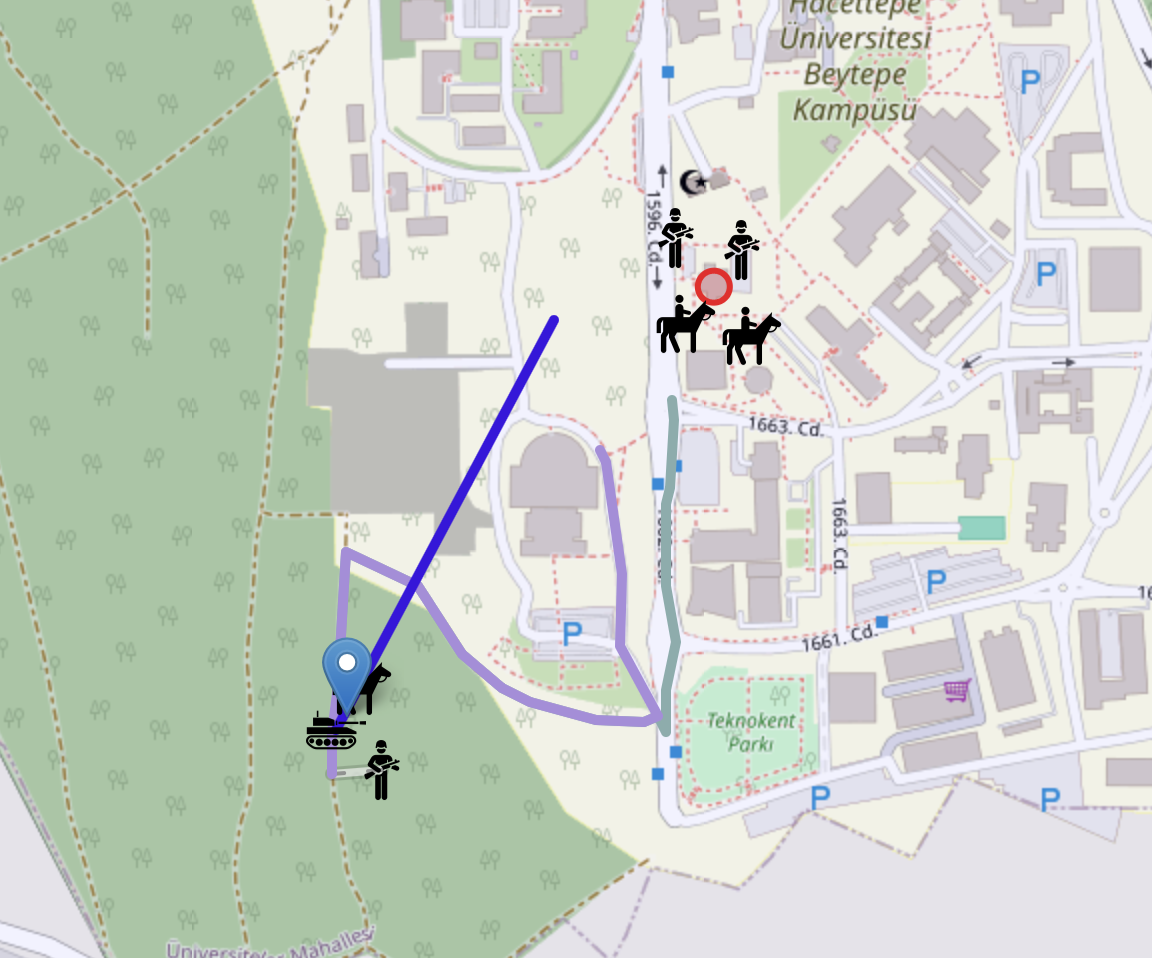 Hacettepe
Üniversitesi
Beytepe
Kampüsü
P
1596. Cd.
P
1663. Cd.
1663. Cd.
P
P
1661. Cd.
Teknokent
Parkı
P
P
Üniversiteler Mahallesi